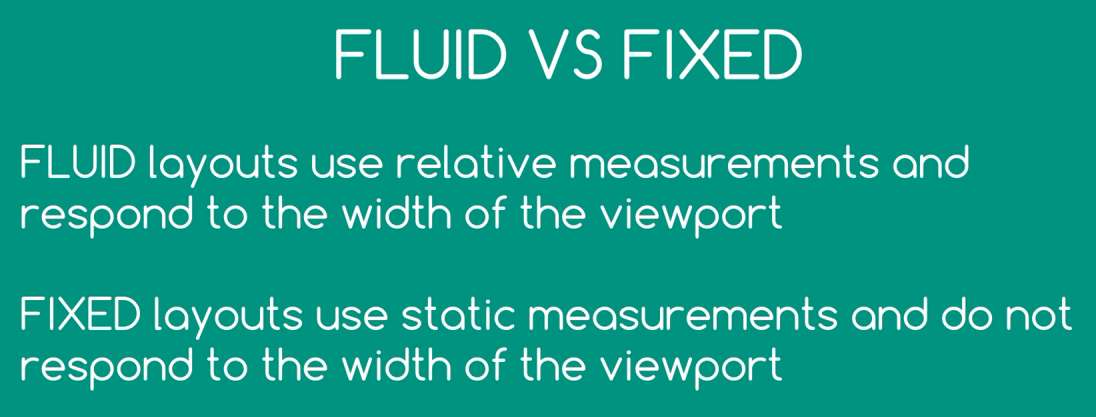 FLUID VS FIXED
FLUID layouts use relative measurements and
respond to the width of the viewport
FIXED layouts use static measurements and do not
respond to the width of the viewport